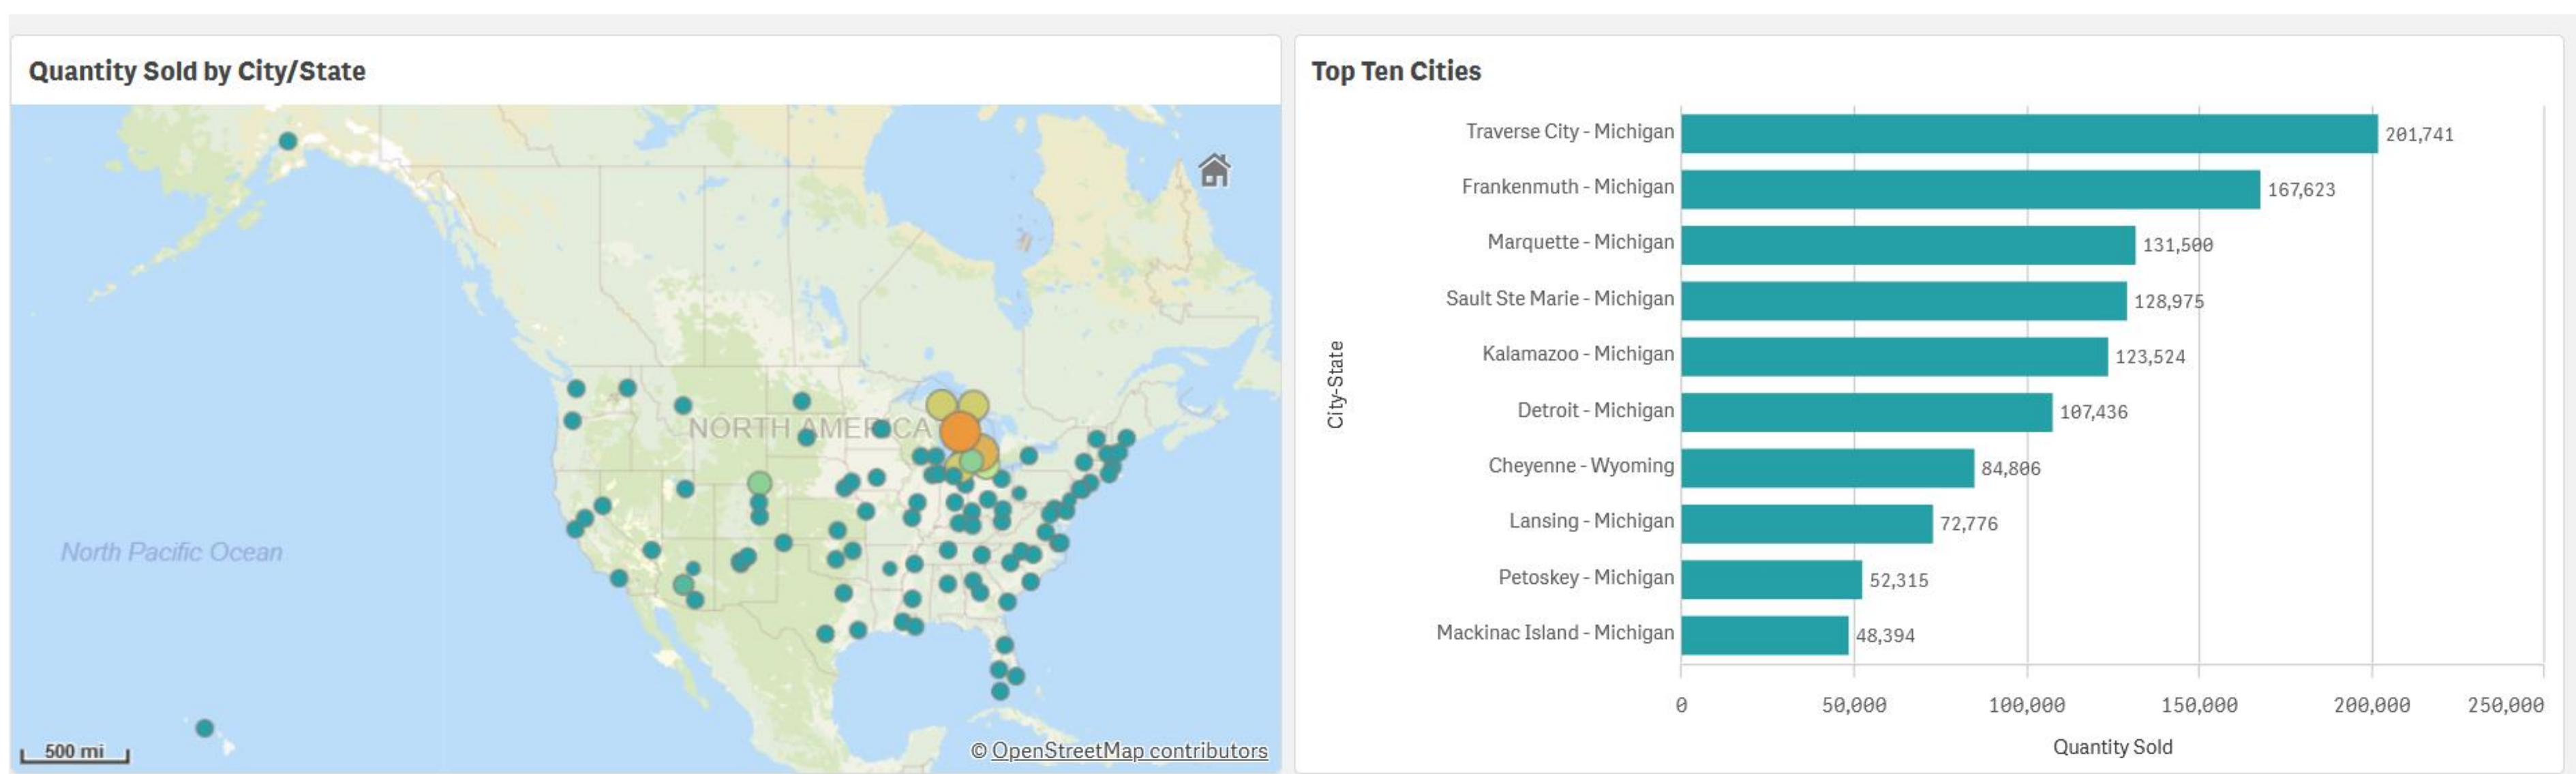 Quantity Sold by City/State
NORTH AMERICA
North Pacific Ocean
500 mi
© OpenStreetMap contributors
Top Ten Cities
City-State
Traverse City - Michigan 201,741
Frankenmuth - Michigan 167,623
Marquette - Michigan 131,500
Sault Ste Marie - Michigan 128,975
Kalamazoo - Michigan 123,524
Detroit - Michigan 107,436
Cheyenne - Wyoming 84,806
Lansing - Michigan 72,776
Petoskey - Michigan 52,315
Mackinac Island - Michigan 48,394
0 50,000 100,000 150,000 200,000 250,000
Quantity Sold